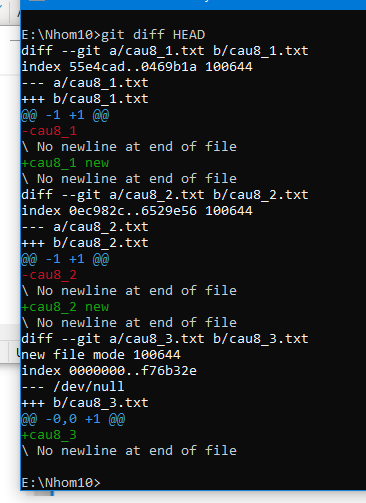 E:\Nhom10>git diff HEAD
diff --git a/cau8_1.txt b/cau8_1.txt
index 55e4cad..0469b1a 100644
--- a/cau8_1.txt
+++ b/cau8_1.txt
@@ -1 +1 @@
-cau8_1
\ No newline at end of file
+cau8_1 new
\ No newline at end of file
diff --git a/cau8_2.txt b/cau8_2.txt
index 0ec982c..6529e56 100644
--- a/cau8_2.txt
+++ b/cau8_2.txt
@@ -1 +1 @@
-cau8_2
\ No newline at end of file
+cau8_2 new
\ No newline at end of file
diff --git a/cau8_3.txt b/cau8_3.txt
new file mode 100644
index 0000000..f76b32e
--- /dev/null
+++ b/cau8_3.txt
@@ -0,0 +1 @@
+cau8_3
\ No newline at end of file
E:\Nhom10>